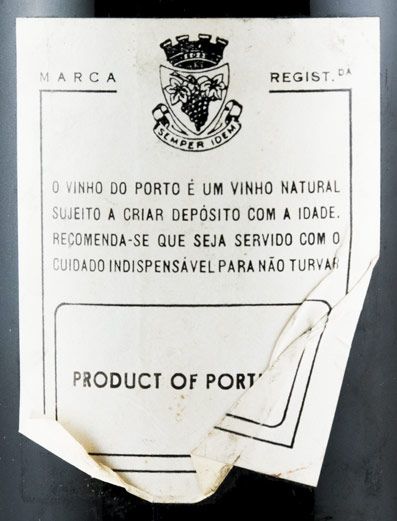 MARCA REGIST.DA
SEMPER IDEM
O VINHO DO PORTO É UM VINHO NATURAL
SUJEITO A CRIAR DEPÓSITO COM A IDADE.
RECOMENDA-SE QUE SEJA SERVIDO COM O
CUIDADO INDISPENSÁVEL PARA NÃO TURVAR
PRODUCT OF PORT